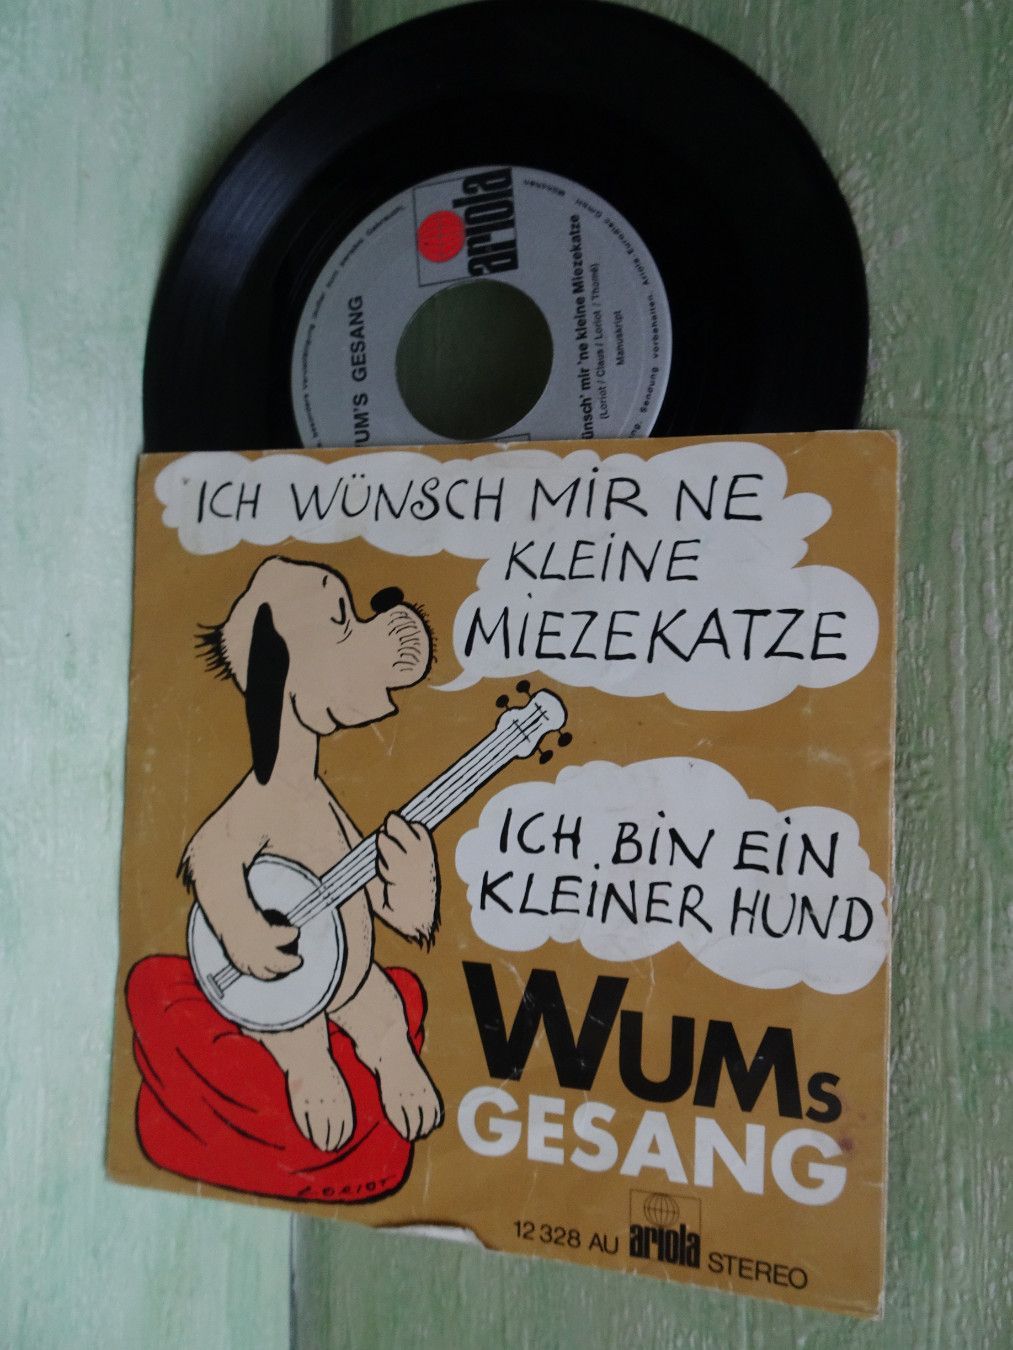 ariola
WUM'S GESANG
ünsch' mir 'ne kleine Miezekatze
(Loriot / Claus / Loriot / Thomé)
Manuskript
ICH WÜNSCH MIR NE
KLEINE
MIEZEKATZE
ICH BIN EIN
KLEINER HUND
WUMs
GESANG
LORIOT
12 328 AU ariola STEREO